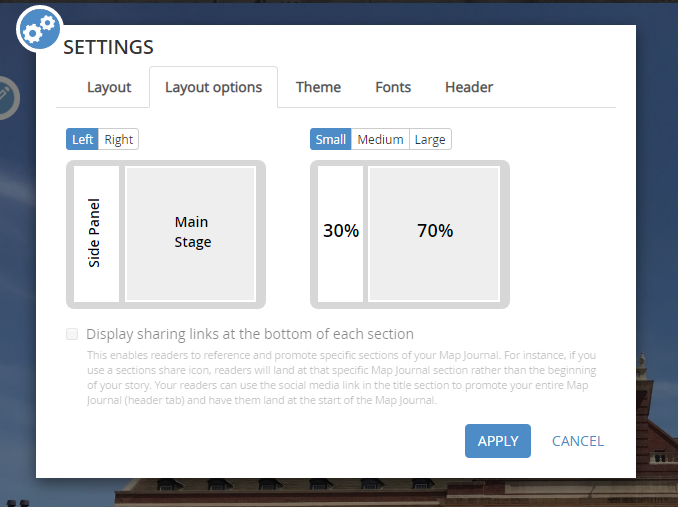 SETTINGS
Layout Layout options Theme Fonts Header
Left Right
Small Medium Large
Side Panel
Main
Stage
30% 70%
Display sharing links at the bottom of each section
This enables readers to reference and promote specific sections of your Map Journal. For instance, if you
use a sections share icon, readers will land at that specific Map Journal section rather than the beginning
of your story. Your readers can use the social media link in the title section to promote your entire Map
Journal (header tab) and have them land at the start of the Map Journal.
APPLY CANCEL